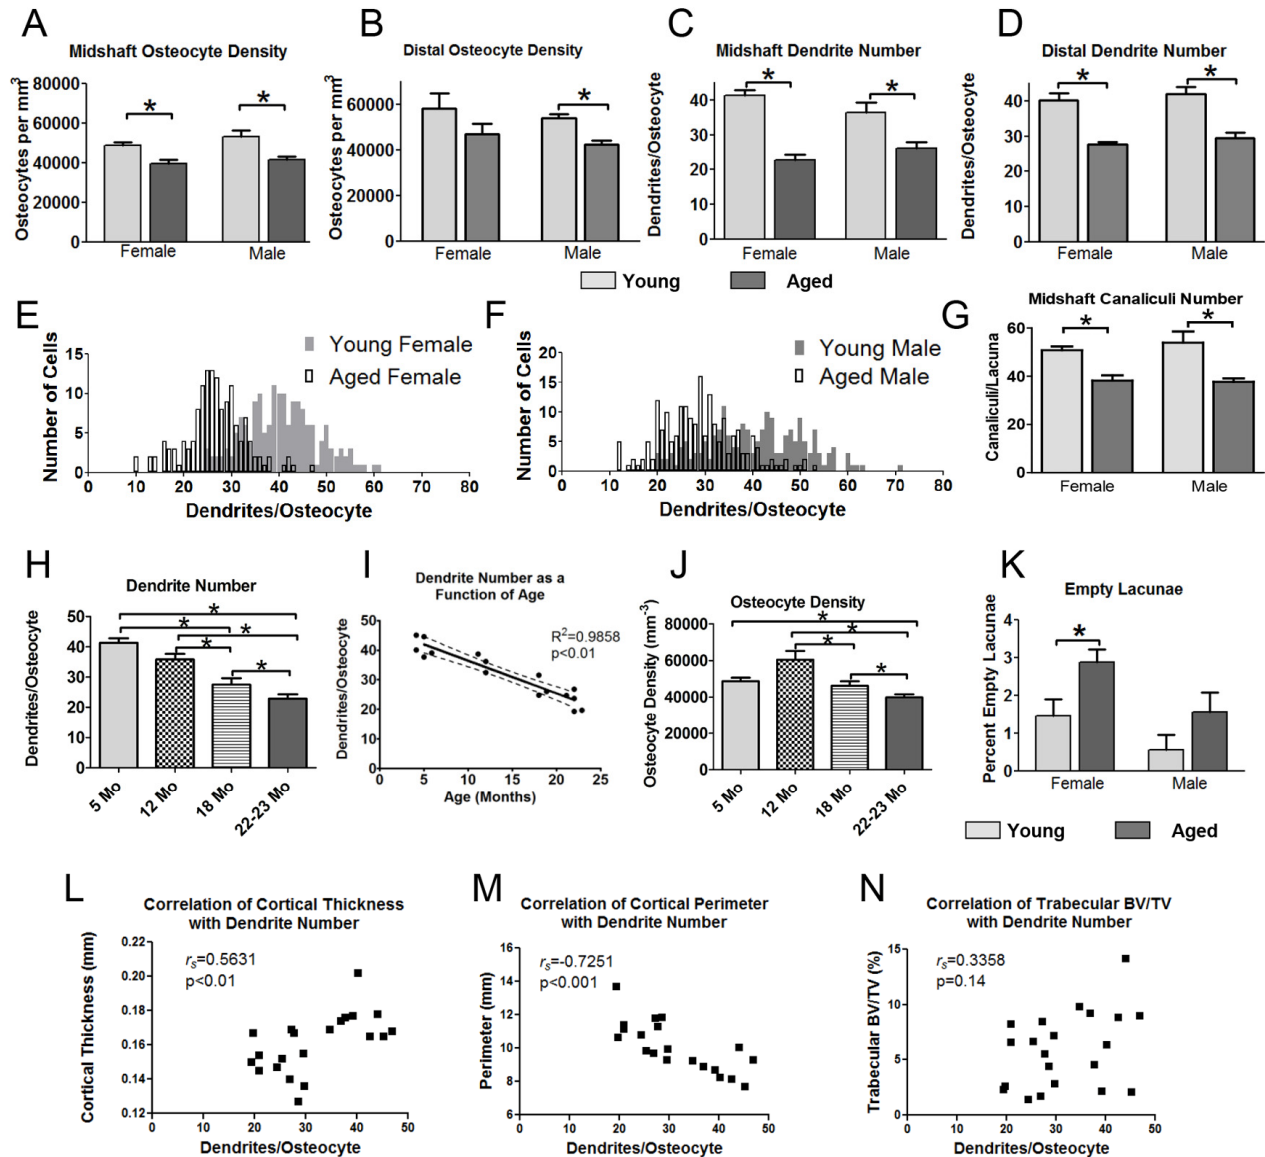 A
Midshaft Osteocyte Density
Osteocytes per mm3
80000
60000
40000
20000
0
*
*
Female
Male
B
Distal Osteocyte Density
Osteocytes per mm3
60000
40000
20000
0
*
Female
Male
C
Midshaft Dendrite Number
Dendrites/Osteocyte
40
30
20
10
0
*
*
Female
Male
D
Distal Dendrite Number
Dendrites/Osteocyte
40
30
20
10
0
*
*
Female
Male
Young
Aged
E
Number of Cells
15
10
5
0
Young Female
Aged Female
0 10 20 30 40 50 60 70 80
Dendrites/Osteocyte
F
Number of Cells
20
15
10
5
0
Young Male
Aged Male
0 10 20 30 40 50 60 70 80
Dendrites/Osteocyte
G
Midshaft Canaliculi Number
Canaliculi/Lacuna
60
40
20
0
*
*
Female
Male
H
Dendrite Number
Dendrites/Osteocyte
50
40
30
20
10
0
*
*
*
*
*
5 Mo
12 Mo
18 Mo
22-23 Mo
I
Dendrite Number as a
Function of Age
Dendrites/Osteocyte
50
40
30
20
10
0
R2=0.9858
p<0.01
0 5 10 15 20 25
Age (Months)
J
Osteocyte Density
Osteocyte Density (mm-3)
80000
60000
40000
20000
0
*
*
*
*
5 Mo
12 Mo
18 Mo
22-23 Mo
K
Empty Lacunae
Percent Empty Lacunae
4
3
2
1
0
*
Female
Male
Young
Aged
L
Correlation of Cortical Thickness
with Dendrite Number
Cortical Thickness (mm)
0.22
0.20
0.18
0.16
0.14
0.12
rs=0.5631
p<0.01
0 10 20 30 40 50
Dendrites/Osteocyte
M
Correlation of Cortical Perimeter
with Dendrite Number
Perimeter (mm)
16
14
12
10
8
6
rs=-0.7251
p<0.001
0 10 20 30 40 50
Dendrites/Osteocyte
N
Correlation of Trabecular BV/TV
with Dendrite Number
Trabecular BV/TV (%)
15
10
5
0
rs=0.3358
p=0.14
0 10 20 30 40 50
Dendrites/Osteocyte